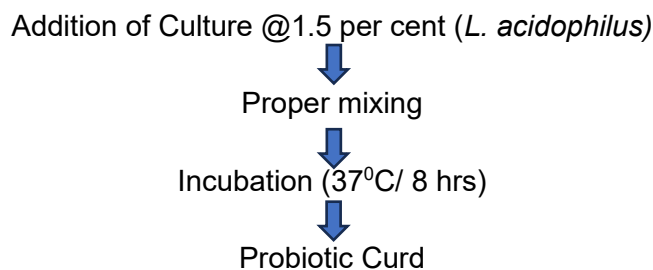 Addition of Culture @1.5 per cent (L. acidophilus)
Proper mixing
Incubation (37⁰C/ 8 hrs)
Probiotic Curd